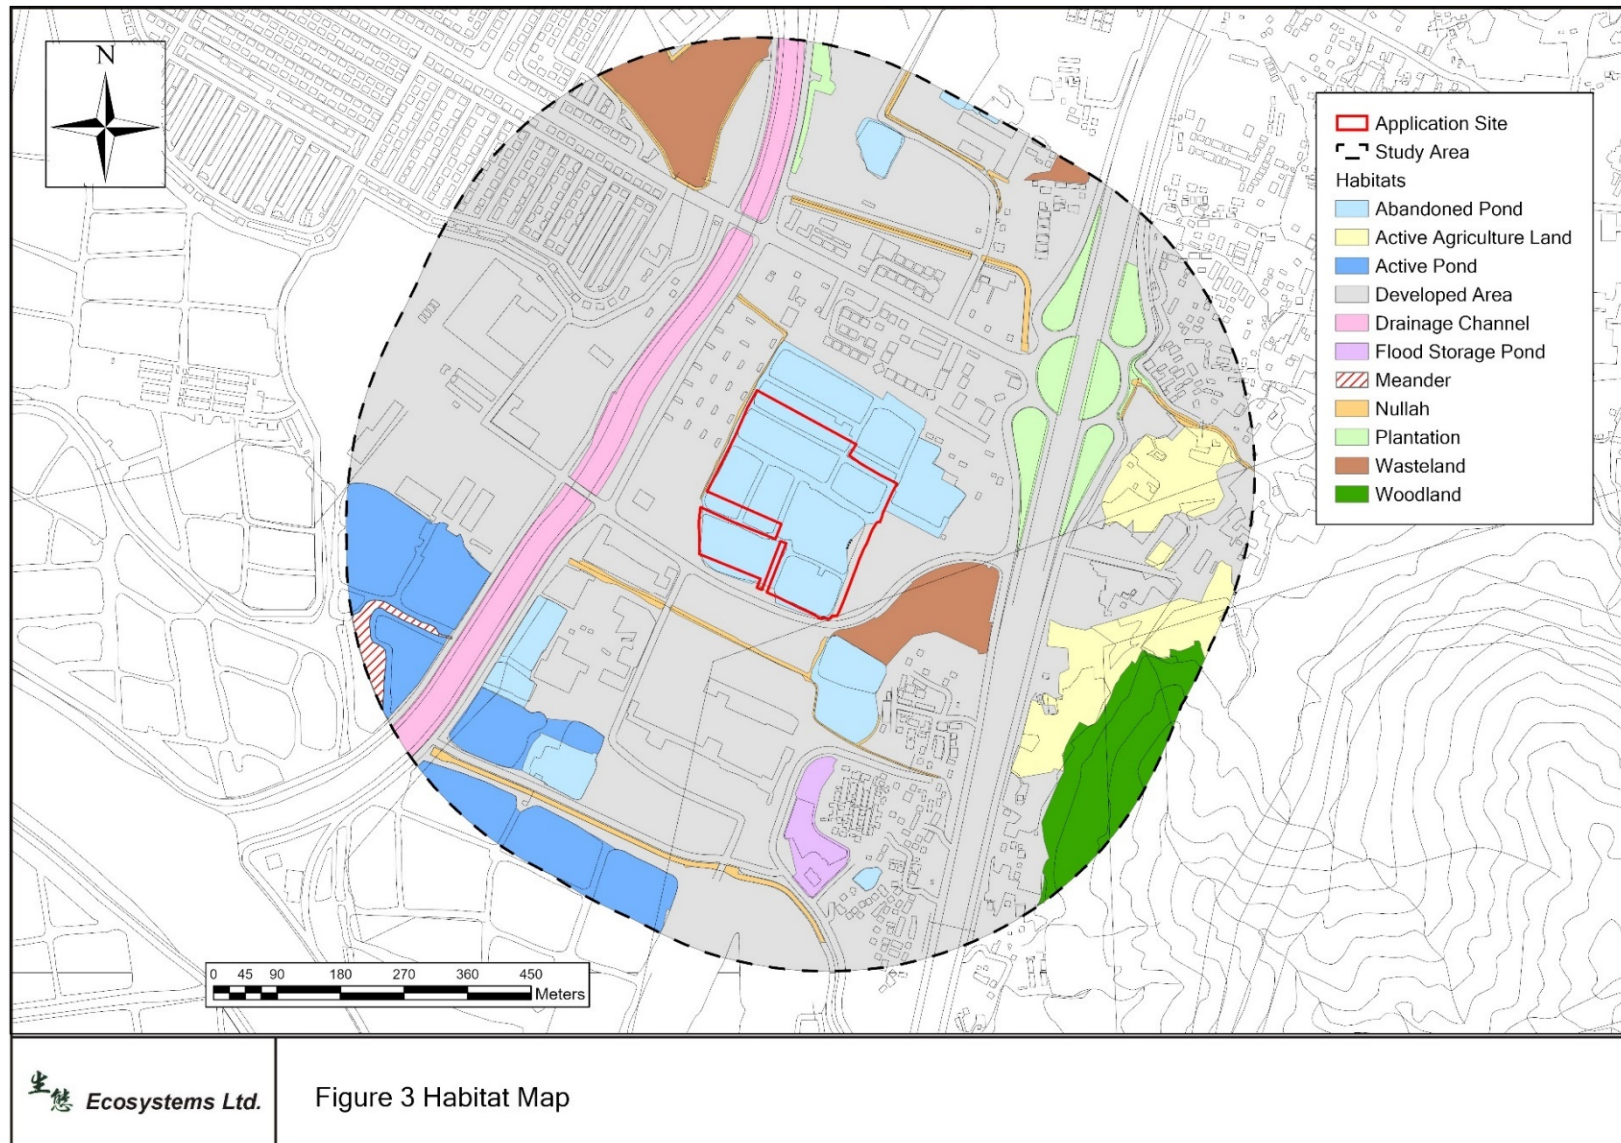 N
Application Site
Study Area
Habitats
Abandoned Pond
Active Agriculture Land
Active Pond
Developed Area
Drainage Channel
Flood Storage Pond
Meander
Nullah
Plantation
Wasteland
Woodland
0 45 90 180 270 360 450
Meters
生態 Ecosystems Ltd.
Figure 3 Habitat Map